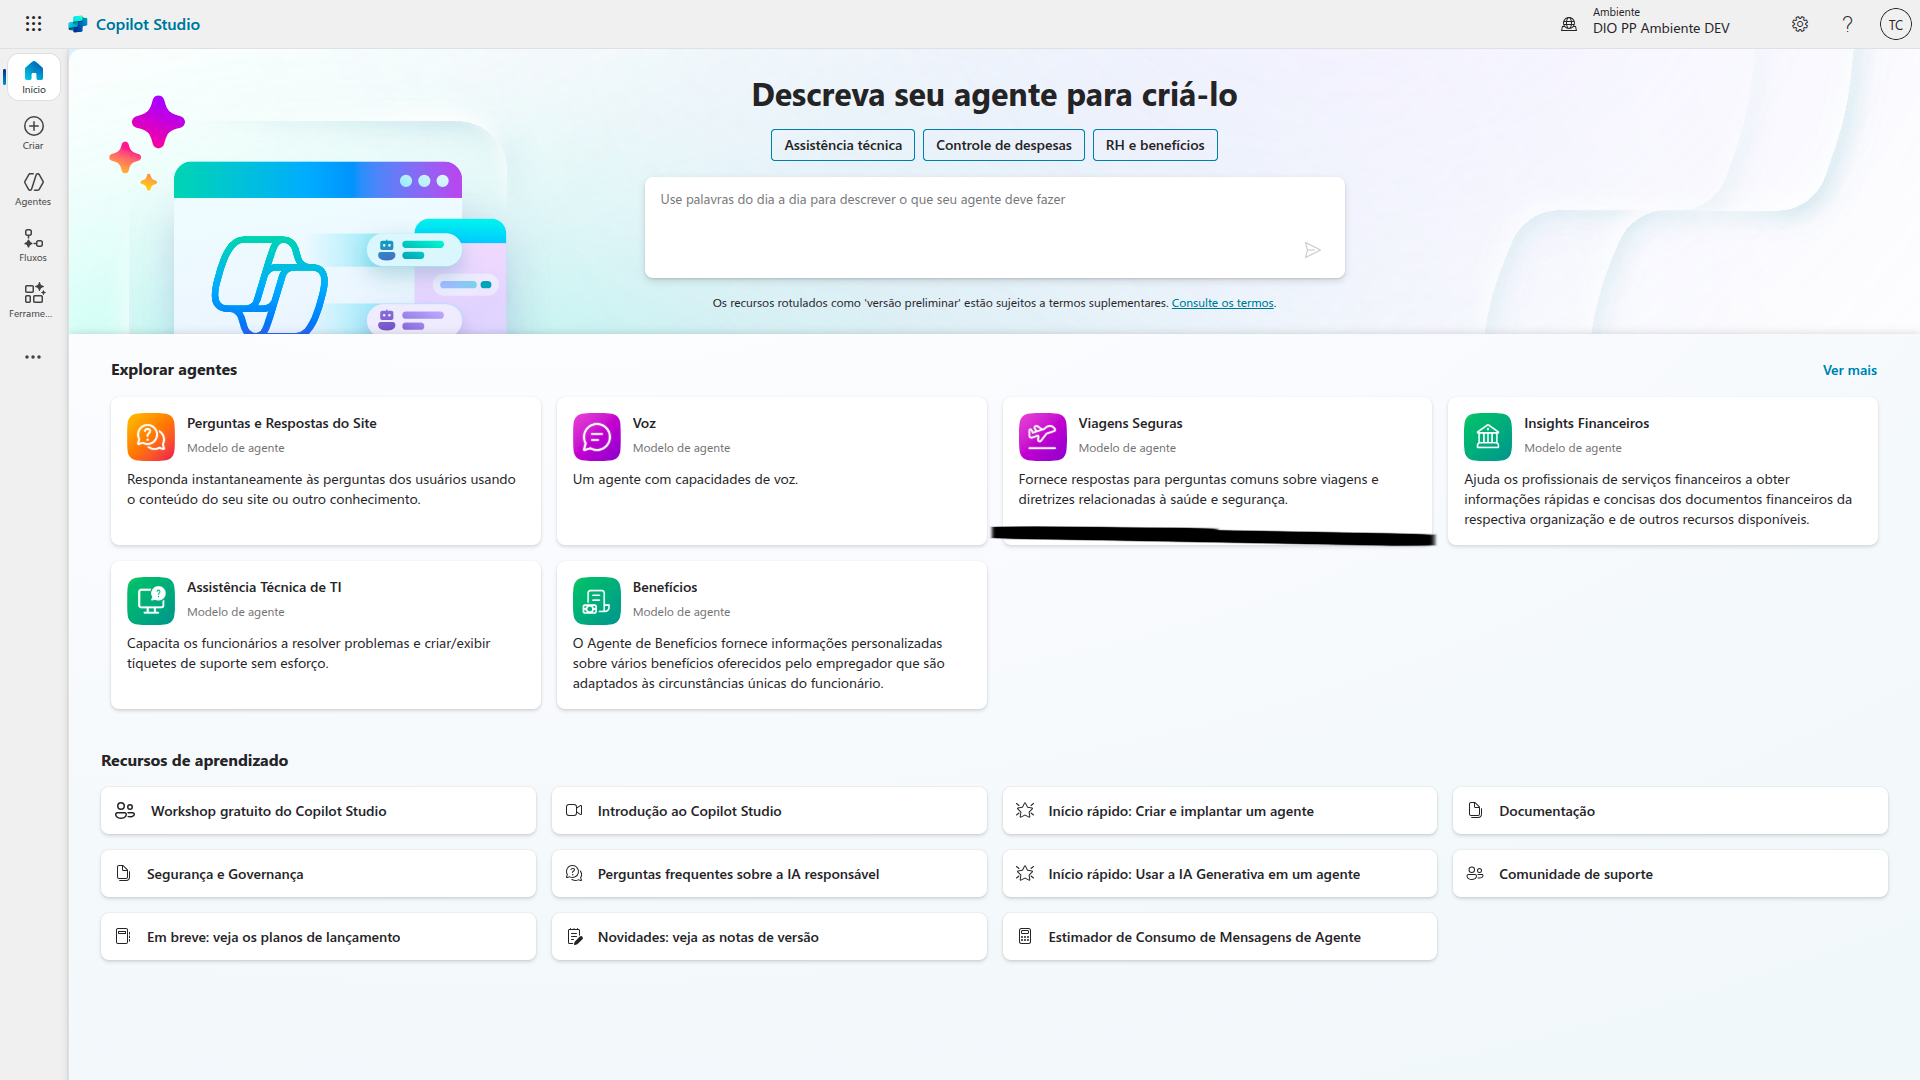 Copilot Studio
Ambiente
DIO PP Ambiente DEV
TC
Início
Criar
Agentes
Fluxos
Ferrame...
Descreva seu agente para criá-lo
Assistência técnica
Controle de despesas
RH e benefícios
Use palavras do dia a dia para descrever o que seu agente deve fazer
Os recursos rotulados como 'versão preliminar' estão sujeitos a termos suplementares. Consulte os termos.
Explorar agentes
Ver mais
Perguntas e Respostas do Site
Modelo de agente
Responda instantaneamente às perguntas dos usuários usando
o conteúdo do seu site ou outro conhecimento.
Voz
Modelo de agente
Um agente com capacidades de voz.
Viagens Seguras
Modelo de agente
Fornece respostas para perguntas comuns sobre viagens e
diretrizes relacionadas à saúde e segurança.
Insights Financeiros
Modelo de agente
Ajuda os profissionais de serviços financeiros a obter
informações rápidas e concisas dos documentos financeiros da
respectiva organização e de outros recursos disponíveis.
Assistência Técnica de TI
Modelo de agente
Capacita os funcionários a resolver problemas e criar/exibir
tíquetes de suporte sem esforço.
Benefícios
Modelo de agente
O Agente de Benefícios fornece informações personalizadas
sobre vários benefícios oferecidos pelo empregador que são
adaptados às circunstâncias únicas do funcionário.
Recursos de aprendizado
Workshop gratuito do Copilot Studio
Introdução ao Copilot Studio
Início rápido: Criar e implantar um agente
Documentação
Segurança e Governança
Perguntas frequentes sobre a IA responsável
Início rápido: Usar a IA Generativa em um agente
Comunidade de suporte
Em breve: veja os planos de lançamento
Novidades: veja as notas de versão
Estimador de Consumo de Mensagens de Agente